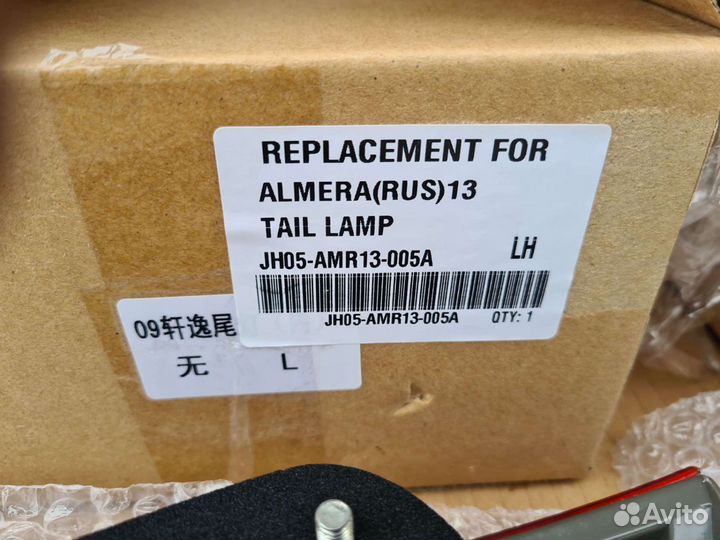 REPLACEMENT FOR
ALMERA(RUS)13
TAIL LAMP
JH05-AMR13-005A LH
JH05-AMR13-005A QTY: 1
09轩逸尾
无 L
Avito